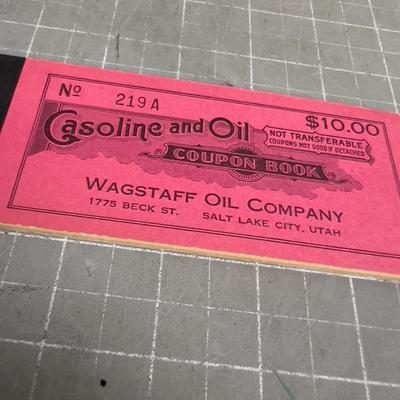 Nº 219A
$10.00
Gasoline and Oil
NOT TRANSFERABLE
COUPONS NOT GOOD IF DETACHED
COUPON BOOK
WAGSTAFF OIL COMPANY
1775 BECK ST. SALT LAKE CITY, UTAH